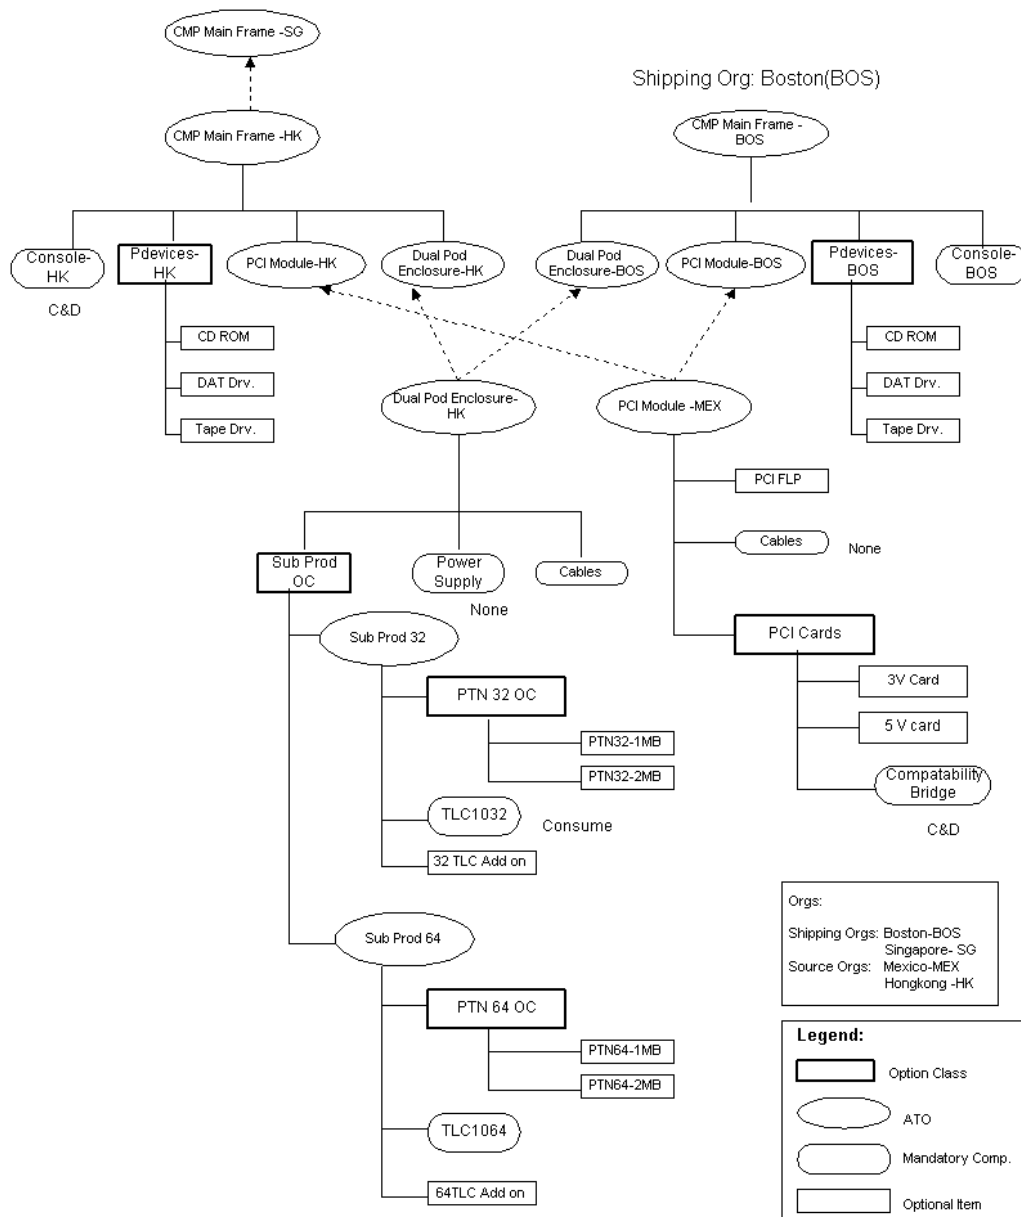 CMP Main Frame -SG
Shipping Org: Boston(BOS)
CMP Main Frame -HK
CMP Main Frame -
BOS
Console-
HK
Pdevices-
HK
PCI Module-HK
Dual Pod
Enclosure-HK
Dual Pod
Enclosure-BOS
PCI Module-BOS
Pdevices-
BOS
Console-
BOS
C&D
CD ROM
DAT Drv.
Tape Drv.
CD ROM
DAT Drv.
Tape Drv.
Dual Pod Enclosure-
HK
PCI Module -MEX
PCI FLP
Cables
None
Sub Prod
OC
Power
Supply
Cables
None
Sub Prod 32
PCI Cards
PTN 32 OC
3V Card
5 V card
PTN32-1MB
PTN32-2MB
Compatability
Bridge
C&D
TLC1032
Consume
32 TLC Add on
Sub Prod 64
PTN 64 OC
PTN64-1MB
PTN64-2MB
TLC1064
64TLC Add on
Orgs:
Shipping Orgs: Boston-BOS
Singapore- SG
Source Orgs: Mexico-MEX
Hongkong -HK
Legend:
Option Class
ATO
Mandatory Comp.
Optional Item